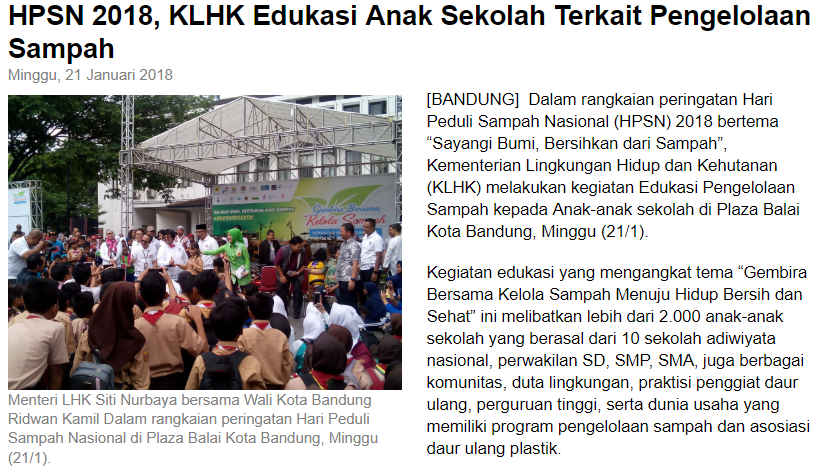 HPSN 2018, KLHK Edukasi Anak Sekolah Terkait Pengelolaan
Sampah
Minggu, 21 Januari 2018
Gembira Bersama
Kelola Sampah
Menteri LHK Siti Nurbaya bersama Wali Kota Bandung
Ridwan Kamil Dalam rangkaian peringatan Hari Peduli
Sampah Nasional di Plaza Balai Kota Bandung, Minggu
(21/1).
[BANDUNG]  Dalam rangkaian peringatan Hari
Peduli Sampah Nasional (HPSN) 2018 bertema
“Sayangi Bumi, Bersihkan dari Sampah”,
Kementerian Lingkungan Hidup dan Kehutanan
(KLHK) melakukan kegiatan Edukasi Pengelolaan
Sampah kepada Anak-anak sekolah di Plaza Balai
Kota Bandung, Minggu (21/1).
Kegiatan edukasi yang mengangkat tema “Gembira
Bersama Kelola Sampah Menuju Hidup Bersih dan
Sehat” ini melibatkan lebih dari 2.000 anak-anak
sekolah yang berasal dari 10 sekolah adiwiyata
nasional, perwakilan SD, SMP, SMA, juga berbagai
komunitas, duta lingkungan, praktisi penggiat daur
ulang, perguruan tinggi, serta dunia usaha yang
memiliki program pengelolaan sampah dan asosiasi
daur ulang plastik.